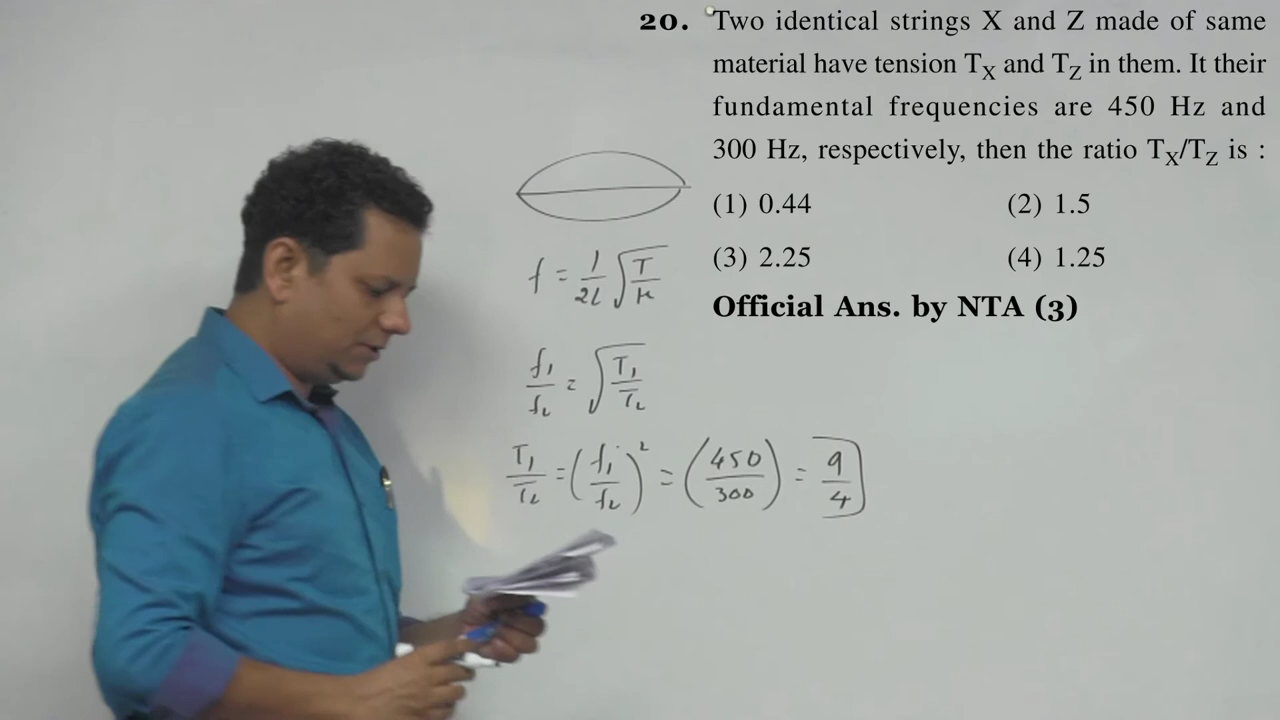 20. Two identical strings X and Z made of same
material have tension T_X and T_Z in them. It their
fundamental frequencies are 450 Hz and
300 Hz, respectively, then the ratio T_X/T_Z is :
(1) 0.44 (2) 1.5
(3) 2.25 (4) 1.25
Official Ans. by NTA (3)
f = 1/2l √(T/μ)
f₁/f₂ = √(T₁/T₂)
T₁/T₂ = (f₁/f₂)² = (450/300) = 9/4